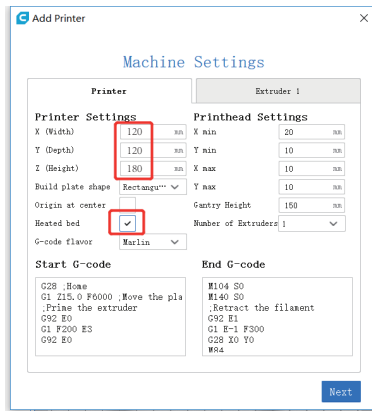 Add Printer
Machine Settings
Printer
Extruder 1
Printer Settings
X (Width) 120 mm
Y (Depth) 120 mm
Z (Height) 180 mm
Build plate shape Rectangu…
Origin at center
Heated bed
G-code flavor Marlin
Printhead Settings
X min 20 mm
Y min 10 mm
X max 10 mm
Y max 10 mm
Gantry Height 150 mm
Number of Extruders 1
Start G-code
G28 ;Home
G1 Z15.0 F6000 ;Move the pla
;Prime the extruder
G92 E0
G1 F200 E3
G92 E0
End G-code
M104 S0
M140 S0
;Retract the filament
G92 E1
G1 E-1 F300
G28 X0 Y0
M84
Next